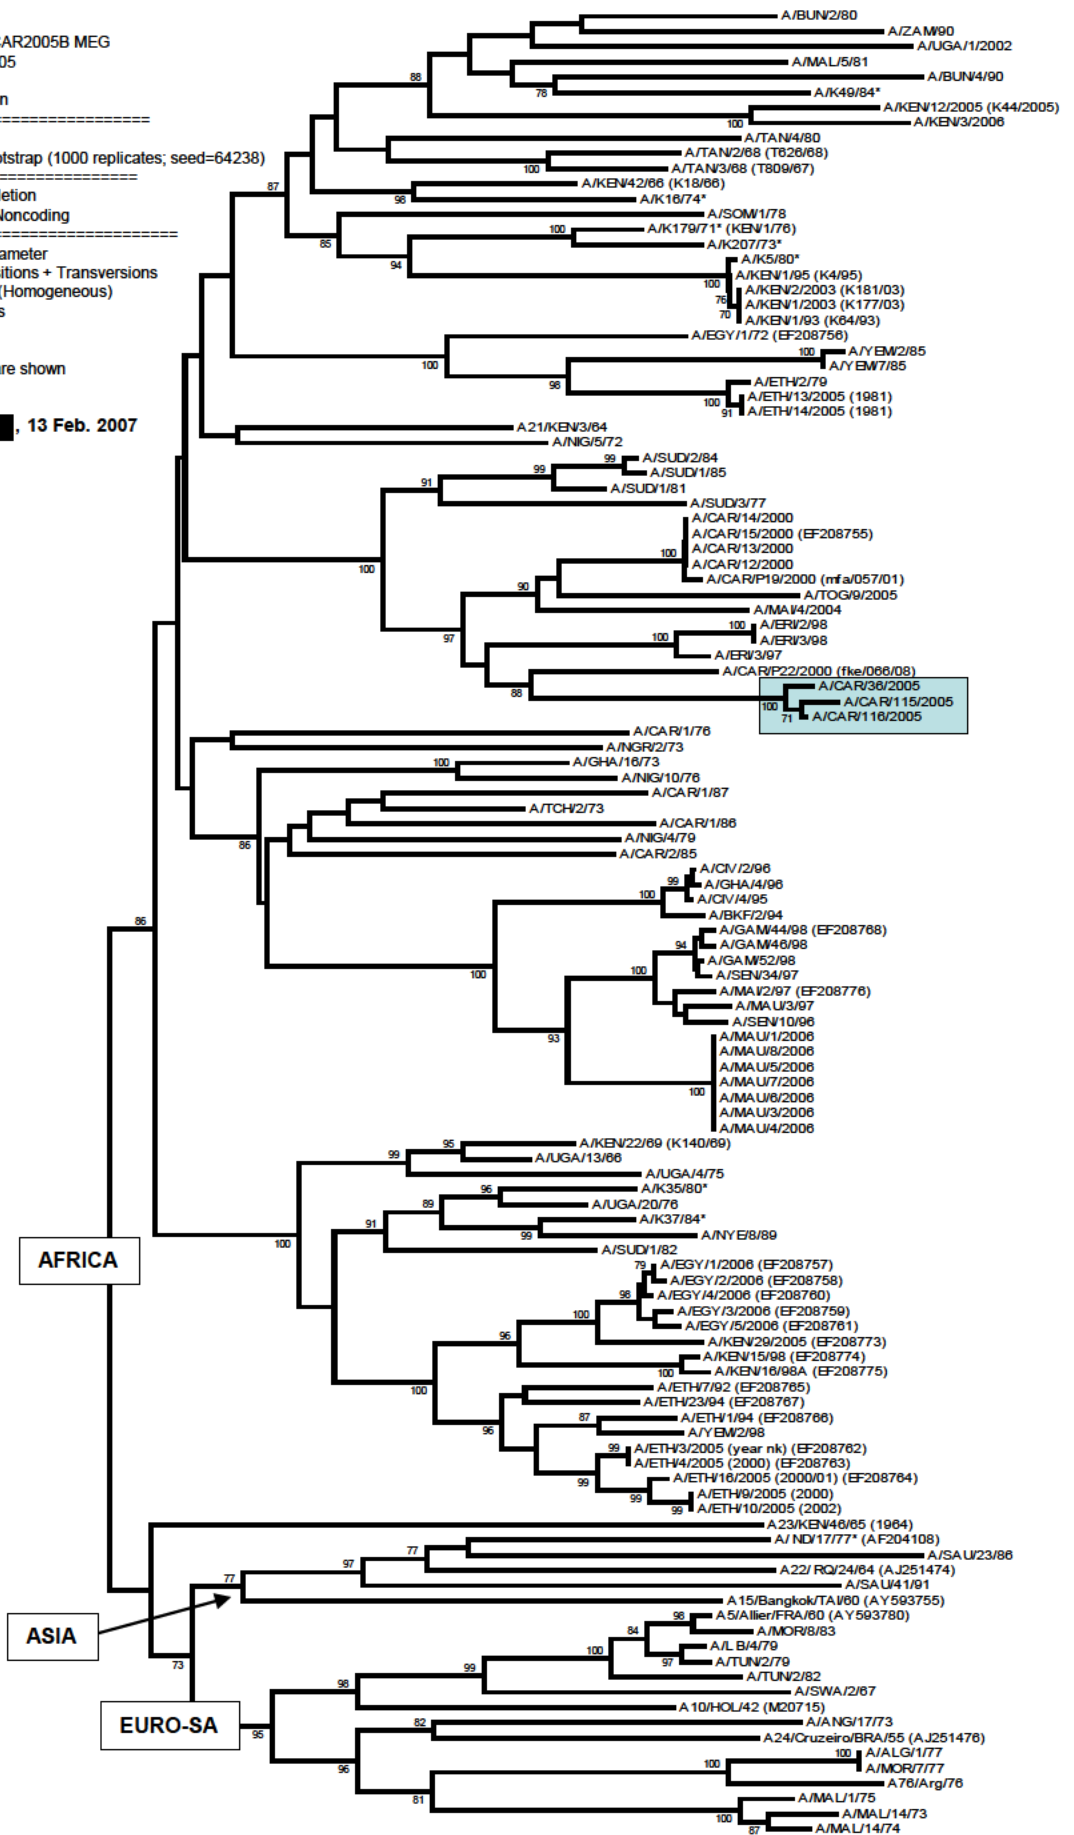 CAR2005B MEG
05
n
==================
otstrap (1000 replicates; seed=64238)
================
letion
Noncoding
=====================
ameter
sitions + Transversions
(Homogeneous)
s
are shown
, 13 Feb. 2007
A/BUN/2/80
A/ZAM/90
A/UGA/1/2002
A/MAL/5/81
88
A/BUN/4/90
78
A/K49/84*
A/KEN/12/2005 (K44/2005)
100
A/KEN/3/2006
A/TAN/4/80
A/TAN/2/68 (T626/68)
100
A/TAN/3/68 (T809/67)
87
A/KEN/42/66 (K18/66)
98
A/K16/74*
A/SOM/1/78
85
100
A/K179/71* (KEN/1/76)
A/K207/73*
94
A/K5/80*
A/KEN/1/95 (K4/95)
100
A/KEN/2/2003 (K181/03)
76
A/KEN/1/2003 (K177/03)
70
A/KEN/1/93 (K64/93)
A/EGY/1/72 (EF208756)
100
100
A/YEM/2/85
A/YEM/7/85
98
A/ETH/2/79
100
A/ETH/13/2005 (1981)
91
A/ETH/14/2005 (1981)
A21/KEN/3/64
A/NIG/5/72
99
A/SUD/2/84
99
A/SUD/1/85
91
A/SUD/1/81
A/SUD/3/77
A/CAR/14/2000
A/CAR/15/2000 (EF208755)
100
A/CAR/13/2000
A/CAR/12/2000
100
A/CAR/P19/2000 (mfa/057/01)
90
A/TOG/9/2005
A/MAI/4/2004
97
100
A/ERI/2/98
100
A/ERI/3/98
A/ERI/3/97
A/CAR/P22/2000 (fke/066/08)
88
A/CAR/36/2005
100
A/CAR/115/2005
71
A/CAR/116/2005
A/CAR/1/76
A/NGR/2/73
100
A/GHA/16/73
A/NIG/10/76
A/CAR/1/87
A/TCH/2/73
A/CAR/1/86
86
A/NIG/4/79
A/CAR/2/85
A/CIV/2/96
99
A/GHA/4/96
100
A/CIV/4/95
A/BKF/2/94
86
A/GAM/44/98 (EF208768)
94
A/GAM/46/98
A/GAM/52/98
100
100
A/SEN/34/97
A/MAI/2/97 (EF208776)
A/MAU/3/97
A/SEN/10/96
93
A/MAU/1/2006
A/MAU/8/2006
A/MAU/5/2006
A/MAU/7/2006
100
A/MAU/6/2006
A/MAU/3/2006
A/MAU/4/2006
95
A/KEN/22/69 (K140/69)
99
A/UGA/13/66
A/UGA/4/75
96
A/K35/80*
89
A/UGA/20/76
91
A/K37/84*
99
A/NYE/8/89
100
A/SUD/1/82
AFRICA
79
A/EGY/1/2006 (EF208757)
A/EGY/2/2006 (EF208758)
98
A/EGY/4/2006 (EF208760)
100
A/EGY/3/2006 (EF208759)
A/EGY/5/2006 (EF208761)
96
A/KEN/29/2005 (EF208773)
A/KEN/15/98 (EF208774)
100
A/KEN/16/98A (EF208775)
100
A/ETH/7/92 (EF208765)
A/ETH/23/94 (EF208767)
87
A/ETH/1/94 (EF208766)
96
A/YEM/2/98
99
A/ETH/3/2005 (year nk) (EF208762)
A/ETH/4/2005 (2000) (EF208763)
99
A/ETH/16/2005 (2000/01) (EF208764)
99
A/ETH/9/2005 (2000)
99
A/ETH/10/2005 (2002)
A23/KEN/46/65 (1964)
A/ ND/17/77* (AF204108)
77
A/SAU/23/86
97
A22/ RQ/24/64 (AJ251474)
77
A/SAU/41/91
A15/Bangkok/TAI/60 (AY593755)
ASIA
98
A5/Allier/FRA/60 (AY593780)
84
A/MOR/8/83
100
A/L B/4/79
97
A/TUN/2/79
73
99
A/TUN/2/82
98
A/SWA/2/67
A10/HOL/42 (M20715)
EURO-SA
82
A/ANG/17/73
95
A24/Cruzeiro/BRA/55 (AJ251476)
100
A/ALG/1/77
96
100
A/MOR/7/77
A76/Arg/76
81
A/MAL/1/75
100
A/MAL/14/73
87
A/MAL/14/74